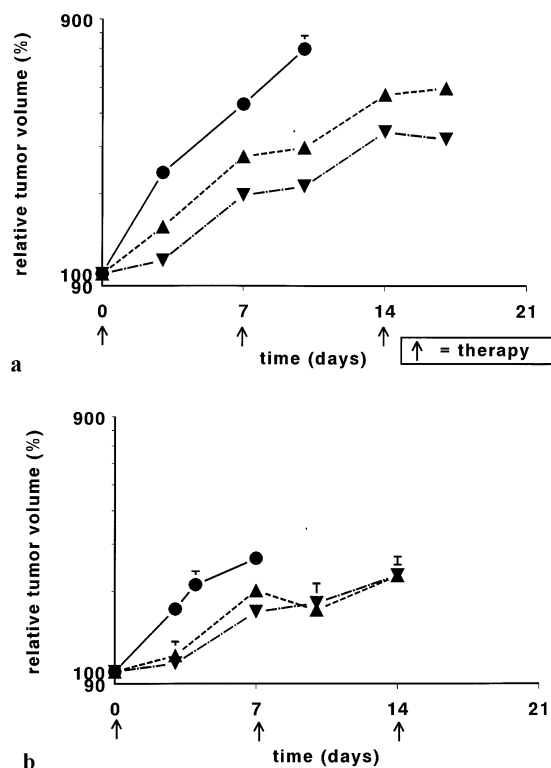 a
relative tumor volume (%)
900
100
90
0 7 14 21
time (days)
↑ = therapy
b
relative tumor volume (%)
900
100
90
0 7 14 21
time (days)